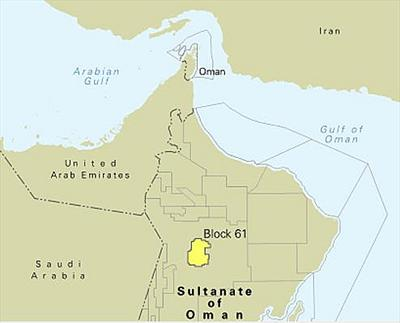 Iran
Arabian
Gulf
Oman
Gulf of
Oman
United
Arab Emirates
Block 61
Saudi
Arabia
Sultanate
of
Oman